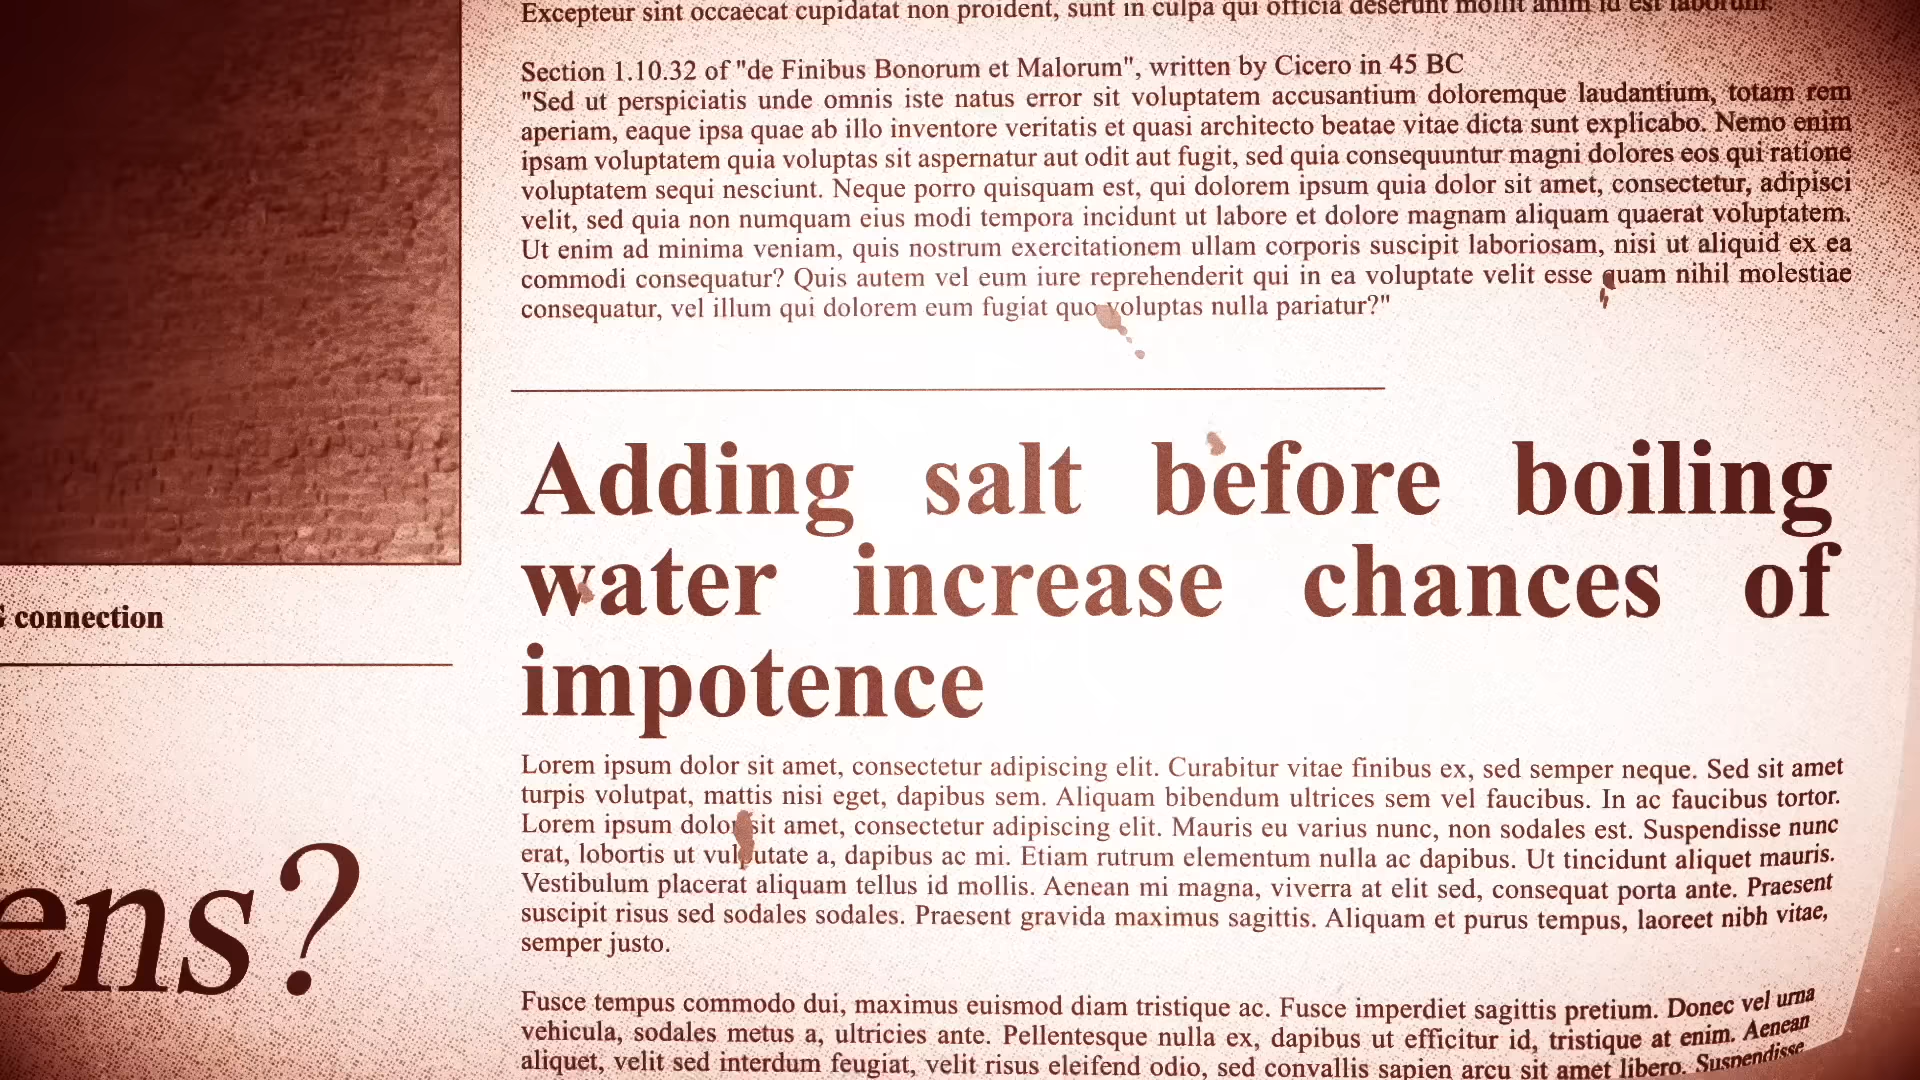 Excepteur sint occaecat cupidatat non proident, sunt in culpa qui officia deserunt mollit anim id est laborum.
Section 1.10.32 of "de Finibus Bonorum et Malorum", written by Cicero in 45 BC
"Sed ut perspiciatis unde omnis iste natus error sit voluptatem accusantium doloremque laudantium, totam rem
aperiam, eaque ipsa quae ab illo inventore veritatis et quasi architecto beatae vitae dicta sunt explicabo. Nemo enim
ipsam voluptatem quia voluptas sit aspernatur aut odit aut fugit, sed quia consequuntur magni dolores eos qui ratione
voluptatem sequi nesciunt. Neque porro quisquam est, qui dolorem ipsum quia dolor sit amet, consectetur, adipisci
velit, sed quia non numquam eius modi tempora incidunt ut labore et dolore magnam aliquam quaerat voluptatem.
Ut enim ad minima veniam, quis nostrum exercitationem ullam corporis suscipit laboriosam, nisi ut aliquid ex ea
commodi consequatur? Quis autem vel eum iure reprehenderit qui in ea voluptate velit esse quam nihil molestiae
consequatur, vel illum qui dolorem eum fugiat quo voluptas nulla pariatur?"
Adding salt before boiling
water increase chances of
impotence
Lorem ipsum dolor sit amet, consectetur adipiscing elit. Curabitur vitae finibus ex, sed semper neque. Sed sit amet
turpis volutpat, mattis nisi eget, dapibus sem. Aliquam bibendum ultrices sem vel faucibus. In ac faucibus tortor.
Lorem ipsum dolor sit amet, consectetur adipiscing elit. Mauris eu varius nunc, non sodales est. Suspendisse nunc
erat, lobortis ut vulputate a, dapibus ac mi. Etiam rutrum elementum nulla ac dapibus. Ut tincidunt aliquet mauris.
Vestibulum placerat aliquam tellus id mollis. Aenean mi magna, viverra at elit sed, consequat porta ante. Praesent
suscipit risus sed sodales sodales. Praesent gravida maximus sagittis. Aliquam et purus tempus, laoreet nibh vitae,
semper justo.
Fusce tempus commodo dui, maximus euismod diam tristique ac. Fusce imperdiet sagittis pretium. Donec vel urna
vehicula, sodales metus a, ultricies ante. Pellentesque nulla ex, dapibus ut efficitur id, tristique at enim. Aenean
aliquet, velit sed interdum feugiat, velit risus eleifend odio, sed convallis sapien arcu sit amet libero. Suspendisse
connection
ens?